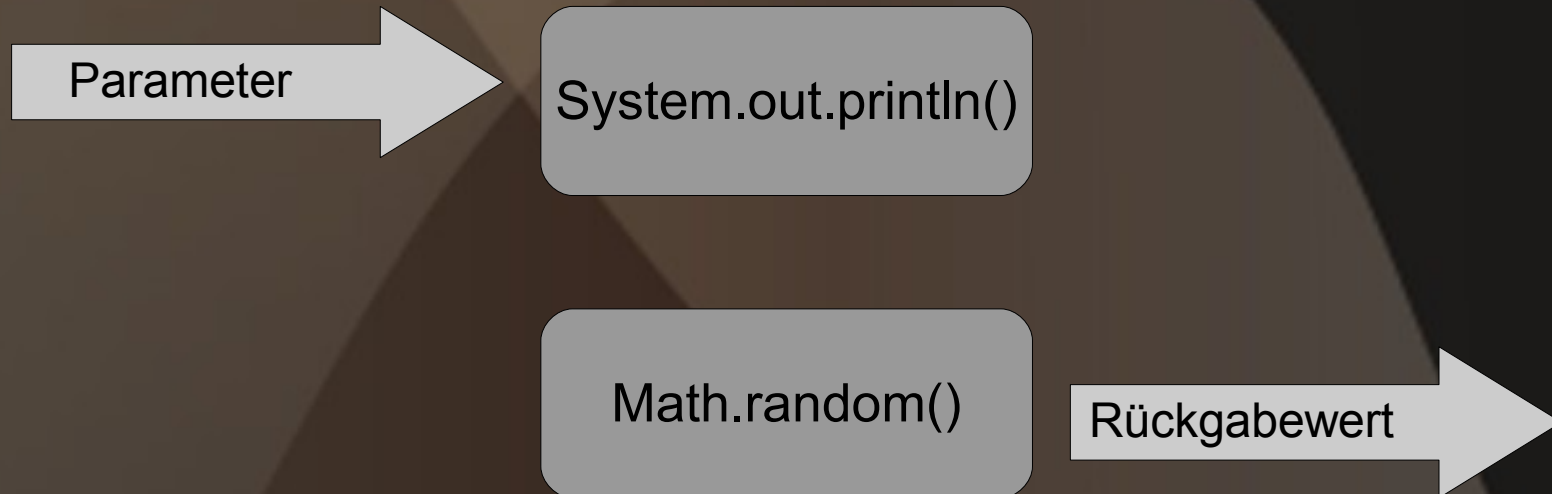 Parameter
System.out.println()
Math.random()
Rückgabewert